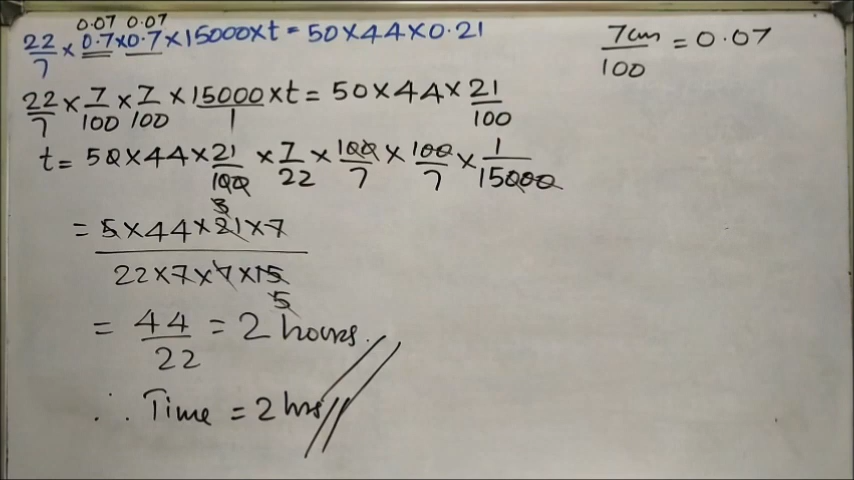 0.07 0.07
22/7 × 0.7 × 0.7 × 15000 × t = 50 × 44 × 0.21
7cm/100 = 0.07
22/7 × 7/100 × 7/100 × 15000/1 × t = 50 × 44 × 21/100
t = 50 × 44 × 21/100 × 7/22 × 100/7 × 100/7 × 1/15000
3
= 5 × 44 × 21 × 7
22 × 7 × 7 × 15
5
= 44/22 = 2 hours.
∴ Time = 2 hrs //